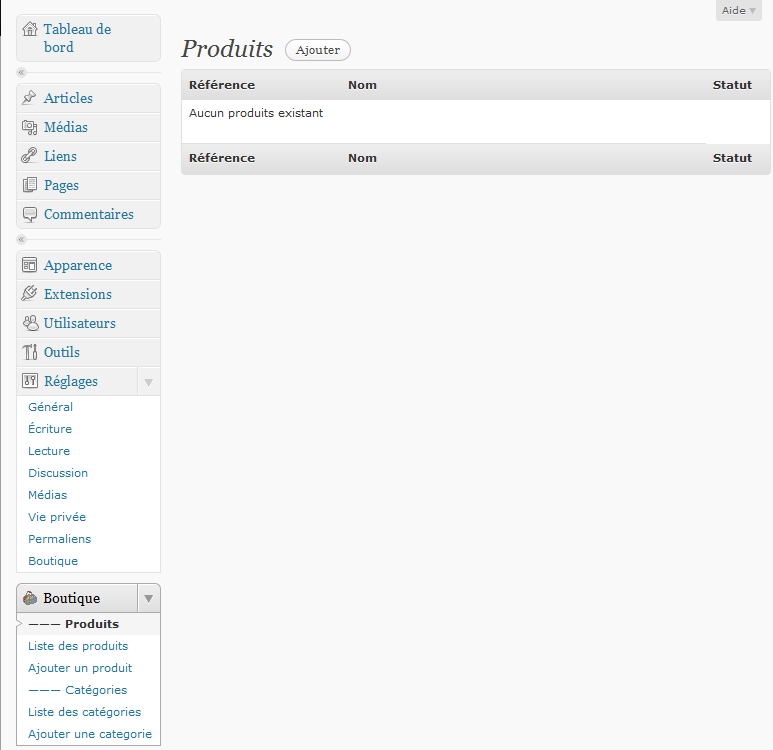 Aide
Tableau de
bord
Produits Ajouter
Référence Nom Statut
Aucun produits existant
Référence Nom Statut
Articles
Médias
Liens
Pages
Commentaires
Apparence
Extensions
Utilisateurs
Outils
Réglages
Général
Écriture
Lecture
Discussion
Médias
Vie privée
Permaliens
Boutique
Boutique
——— Produits
Liste des produits
Ajouter un produit
——— Catégories
Liste des catégories
Ajouter une categorie